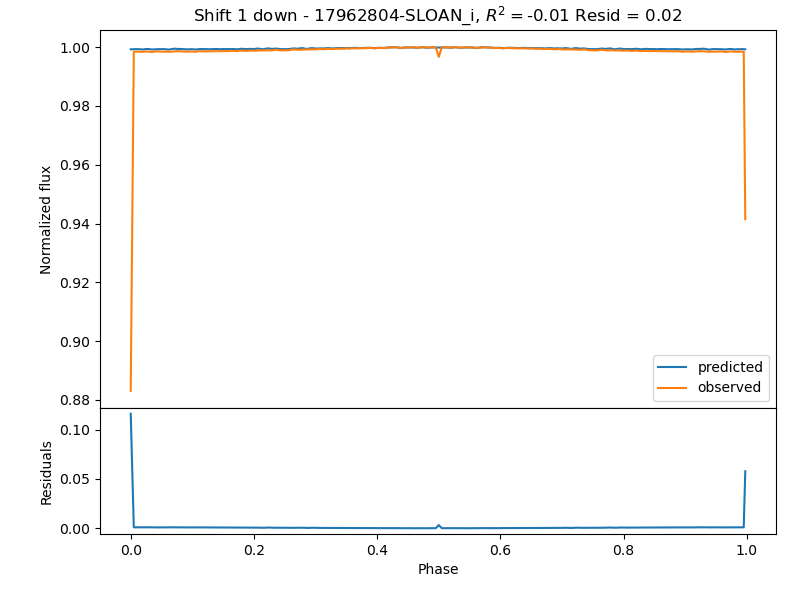 Shift 1 down - 17962804-SLOAN_i, R² = -0.01 Resid = 0.02
Normalized flux
1.00
0.98
0.96
0.94
0.92
0.90
0.88
predicted
observed
Residuals
0.10
0.05
0.00
0.0 0.2 0.4 0.6 0.8 1.0
Phase